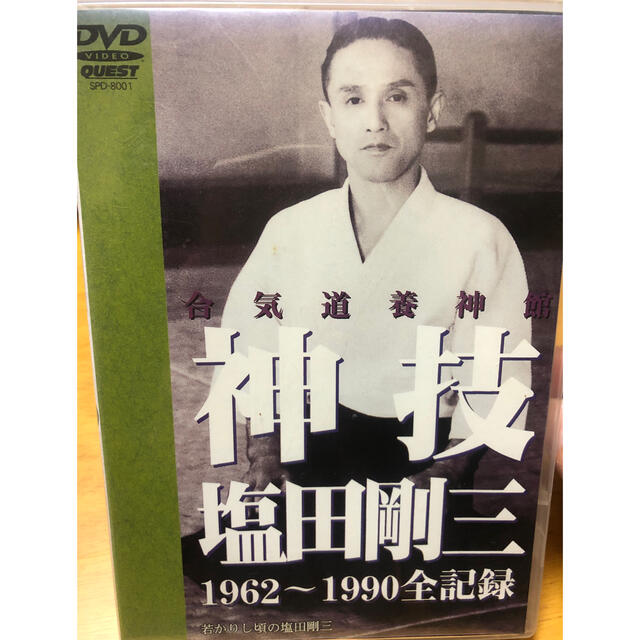 DVD
VIDEO
QUEST
SPD-8001
合気道養神館
神技
塩田剛三
1962～1990全記録
若かりし頃の塩田剛三